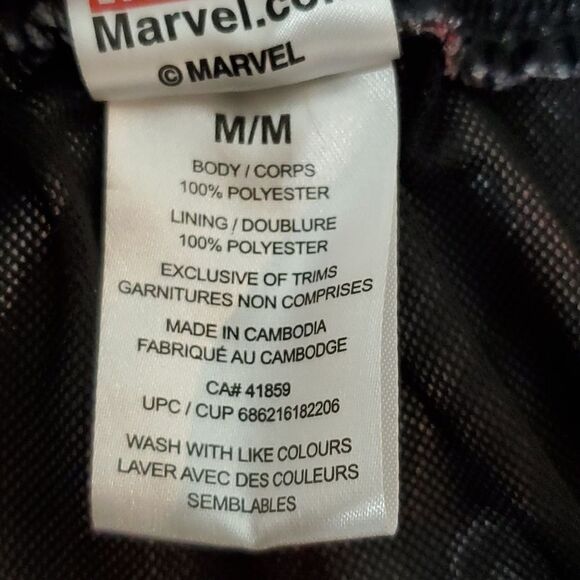 Marvel.co
© MARVEL
M/M
BODY / CORPS
100% POLYESTER
LINING / DOUBLURE
100% POLYESTER
EXCLUSIVE OF TRIMS
GARNITURES NON COMPRISES
MADE IN CAMBODIA
FABRIQUÉ AU CAMBODGE
CA# 41859
UPC / CUP 686216182206
WASH WITH LIKE COLOURS
LAVER AVEC DES COULEURS
SEMBLABLES